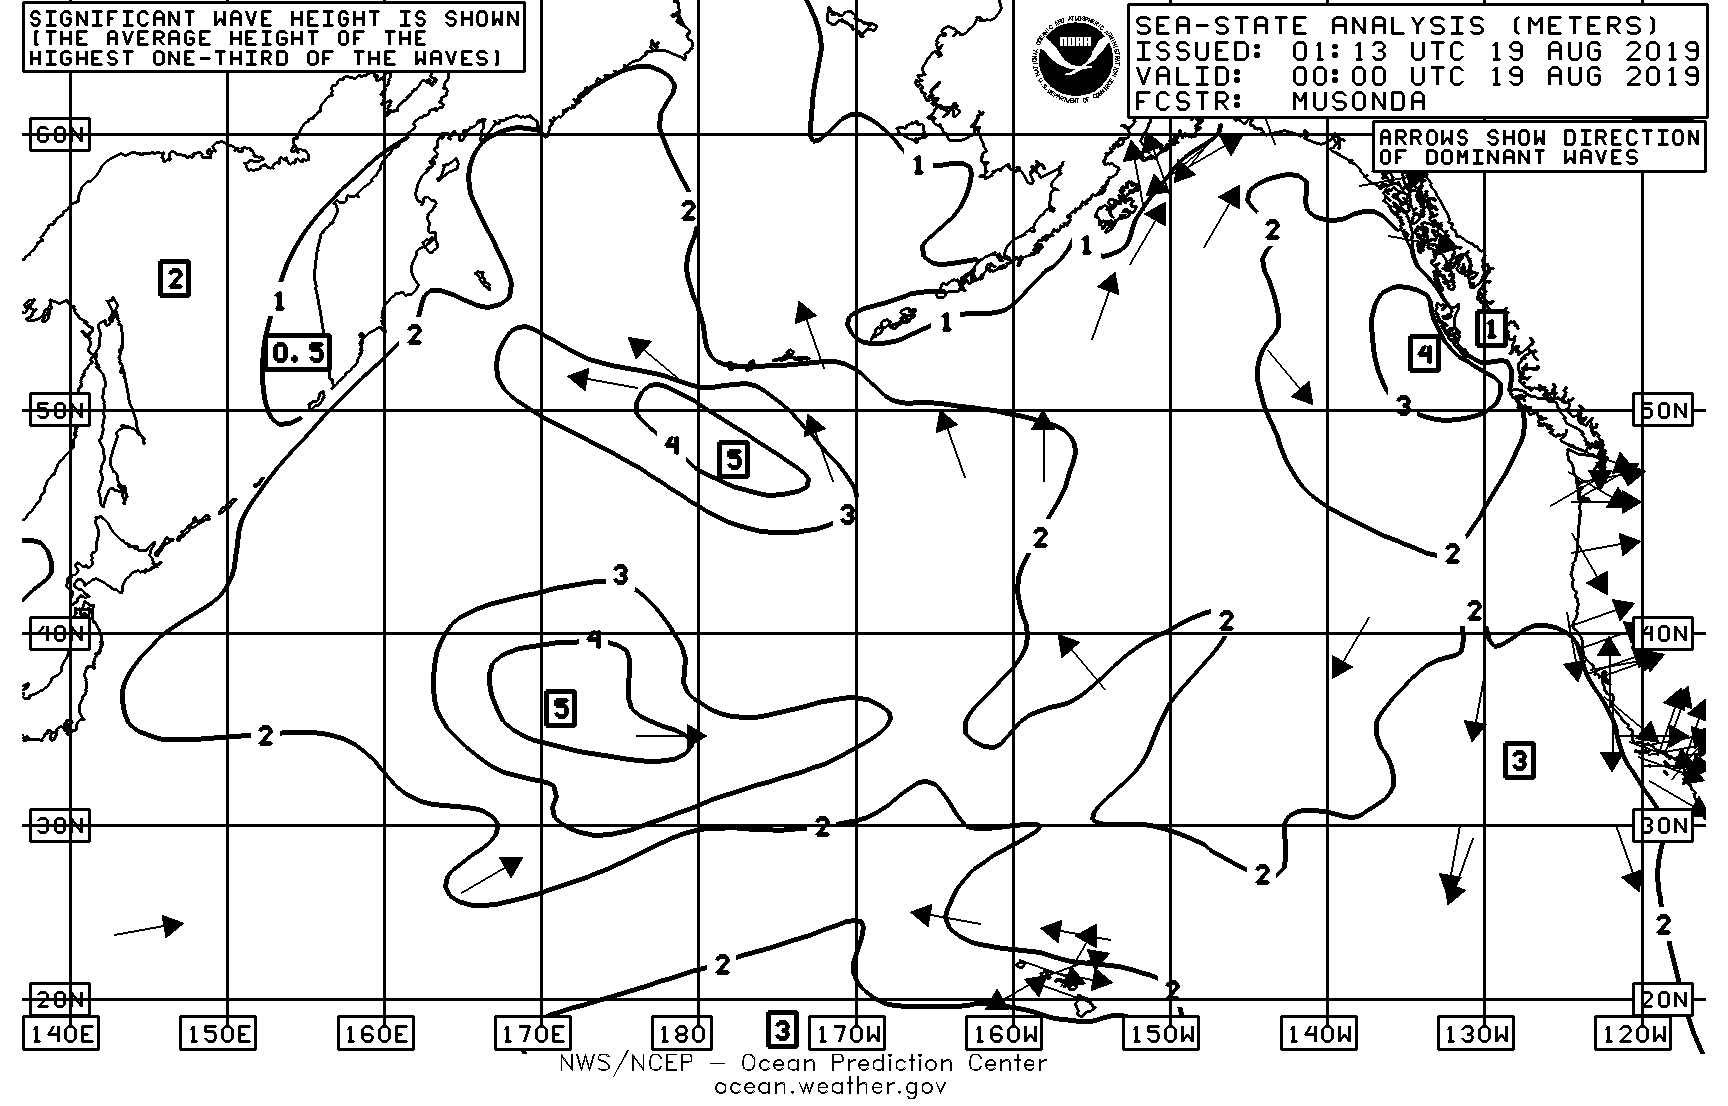 SIGNIFICANT WAVE HEIGHT IS SHOWN
(THE AVERAGE HEIGHT OF THE
HIGHEST ONE-THIRD OF THE WAVES)
NOAA
SEA-STATE ANALYSIS (METERS)
ISSUED: 01:13 UTC 19 AUG 2019
VALID: 00:00 UTC 19 AUG 2019
FCSTR: MUSONDA
ARROWS SHOW DIRECTION
OF DOMINANT WAVES
60N
1
2
2
1
2
1
2
1
1
0.5
2
4
1
50N
3
50N
4
5
3
2
2
3
2
2
40N
4
40N
5
2
3
30N
2
30N
2
2
2
2
20N
20N
140E
150E
160E
170E
180
3
170W
160W
150W
140W
130W
120W
NWS/NCEP – Ocean Prediction Center
ocean.weather.gov